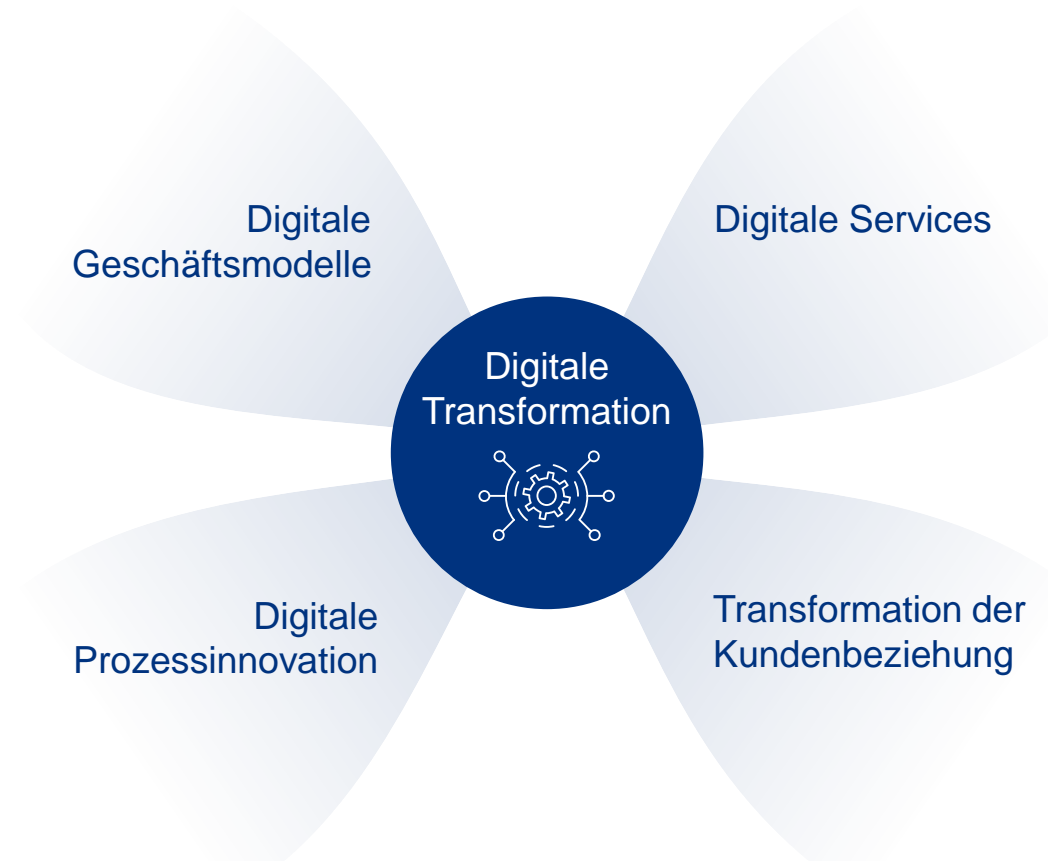 Digitale
Geschäftsmodelle
Digitale Services
Digitale
Transformation
Digitale
Prozessinnovation
Transformation der
Kundenbeziehung